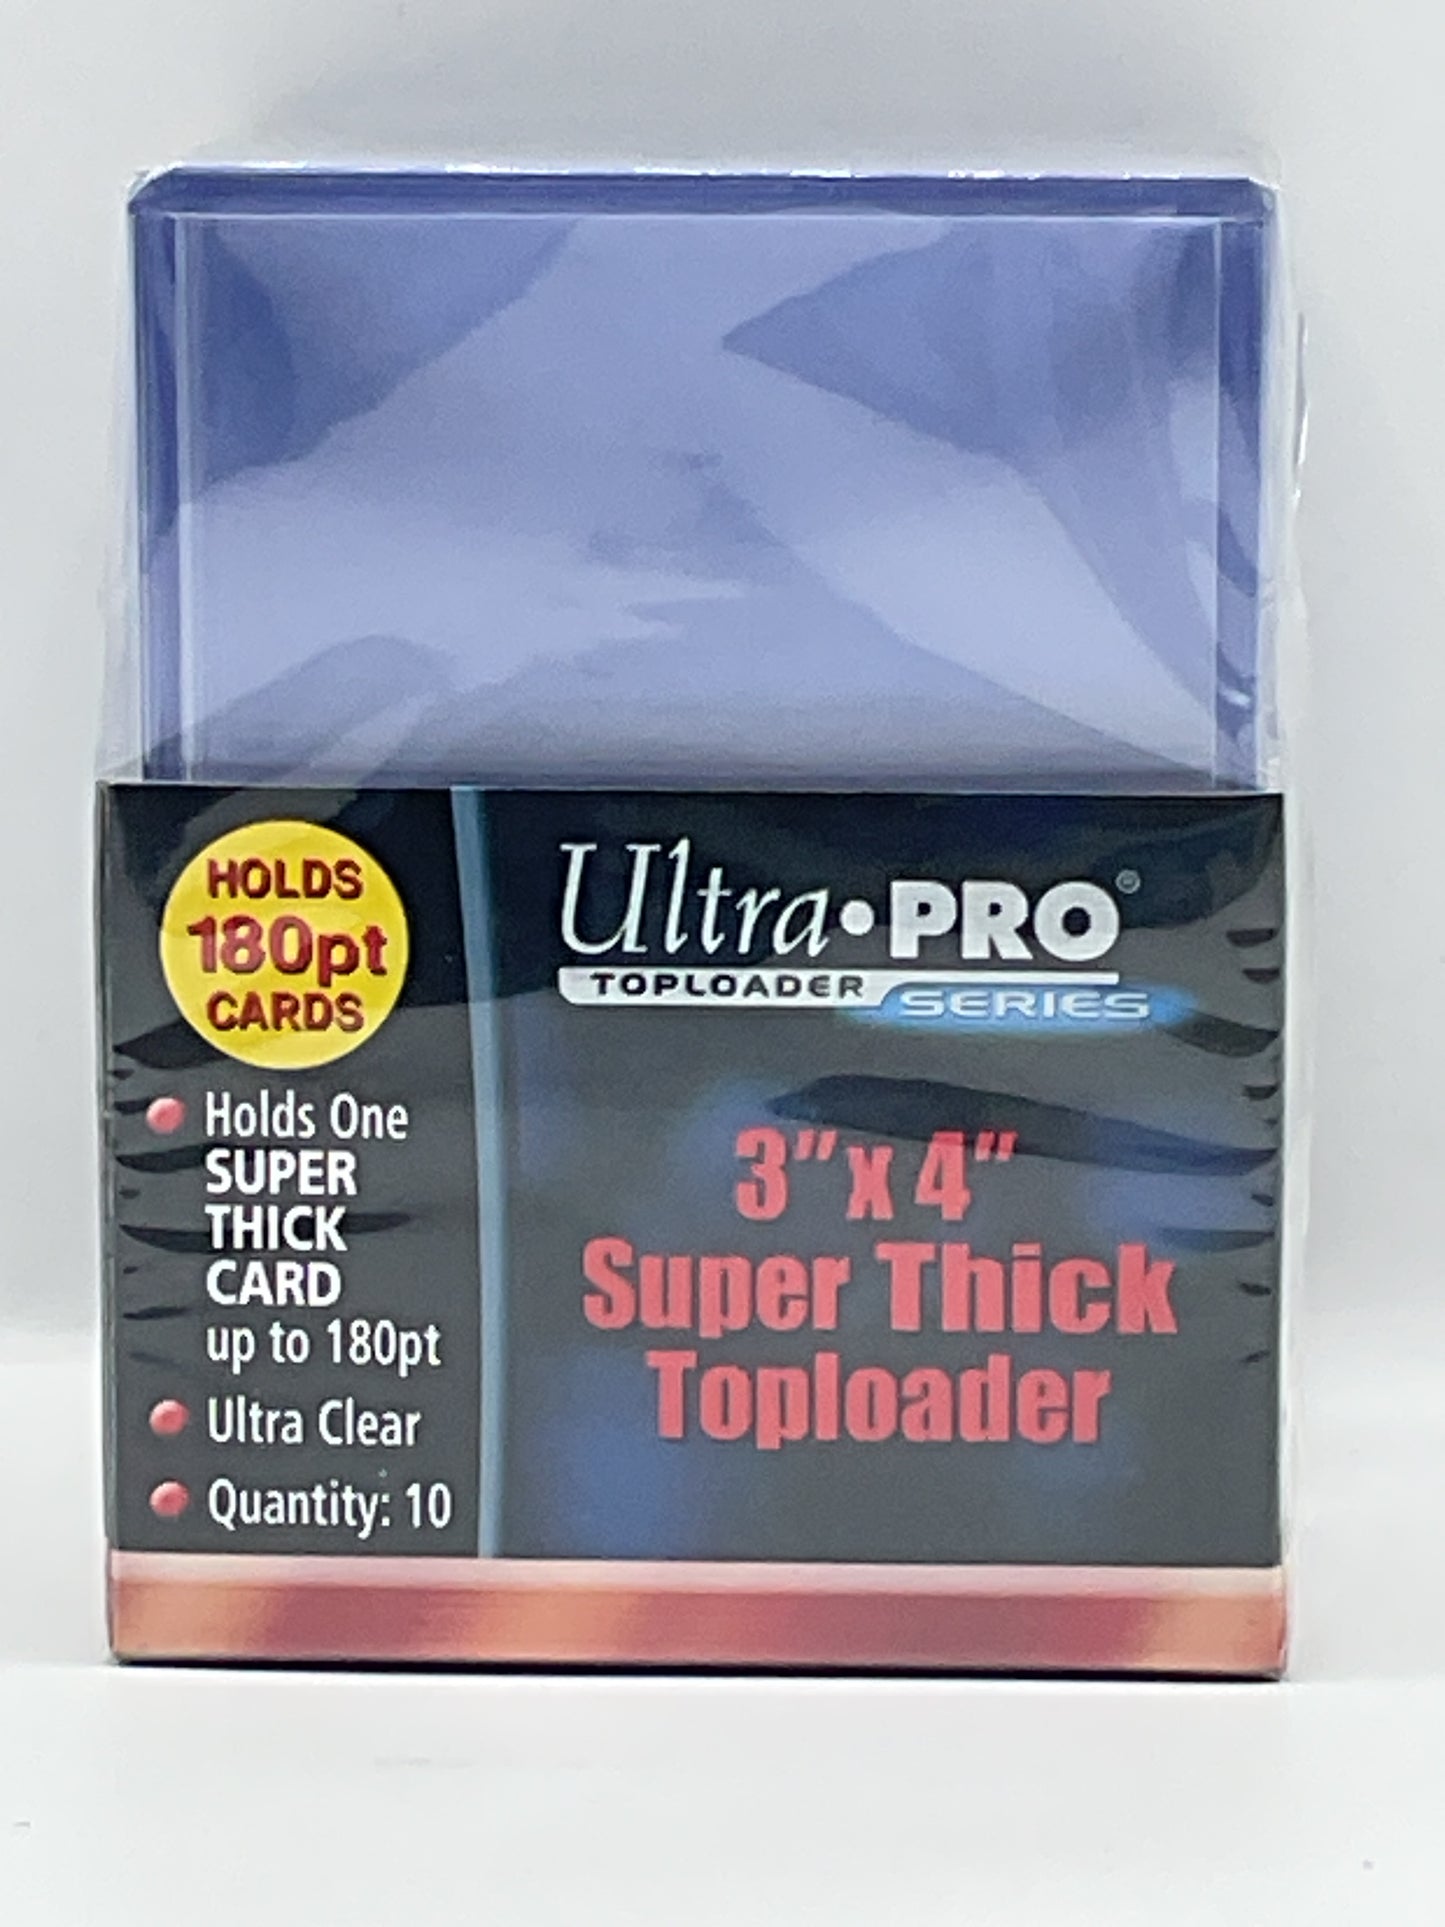 HOLDS
180pt
CARDS
• Holds One
SUPER
THICK
CARD
up to 180pt
• Ultra Clear
• Quantity: 10
Ultra•PRO®
TOPLOADER SERIES
3" x 4"
Super Thick
Toploader